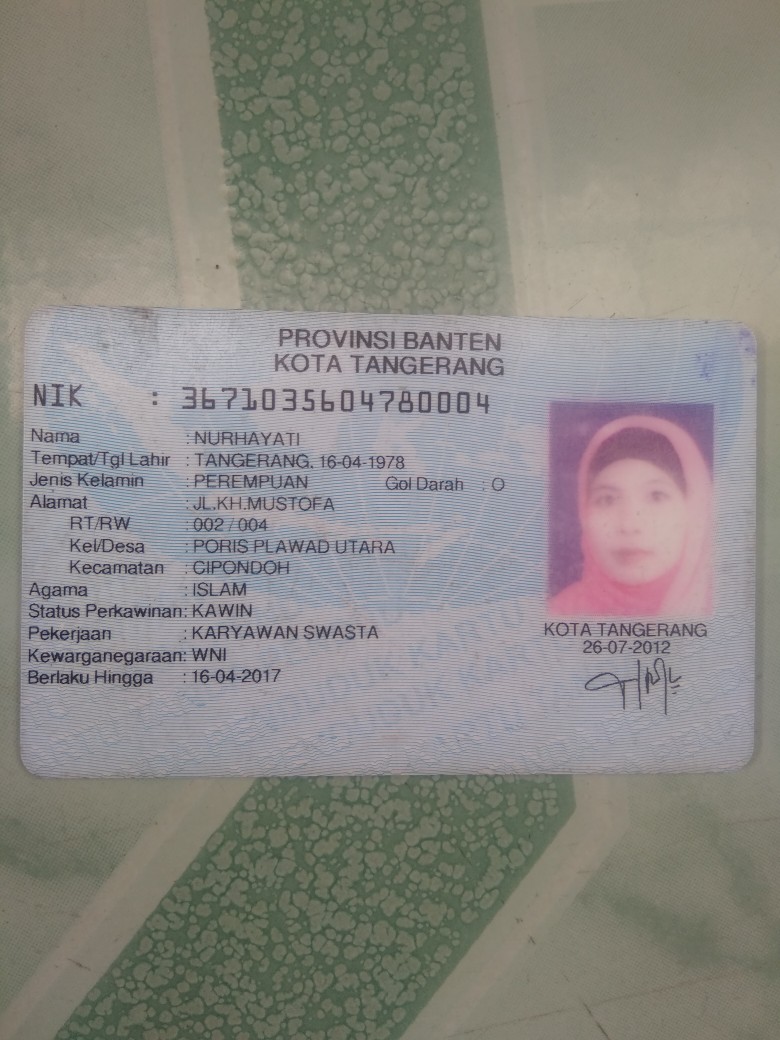 PROVINSI BANTEN
KOTA TANGERANG
NIK : 3671035604780004
Nama : NURHAYATI
Tempat/Tgl Lahir : TANGERANG, 16-04-1978
Jenis Kelamin : PEREMPUAN Gol Darah : O
Alamat : JL.KH.MUSTOFA
RT/RW : 002 / 004
Kel/Desa : PORIS PLAWAD UTARA
Kecamatan : CIPONDOH
Agama : ISLAM
Status Perkawinan: KAWIN
Pekerjaan : KARYAWAN SWASTA
Kewarganegaraan: WNI
Berlaku Hingga : 16-04-2017
KOTA TANGERANG
26-07-2012